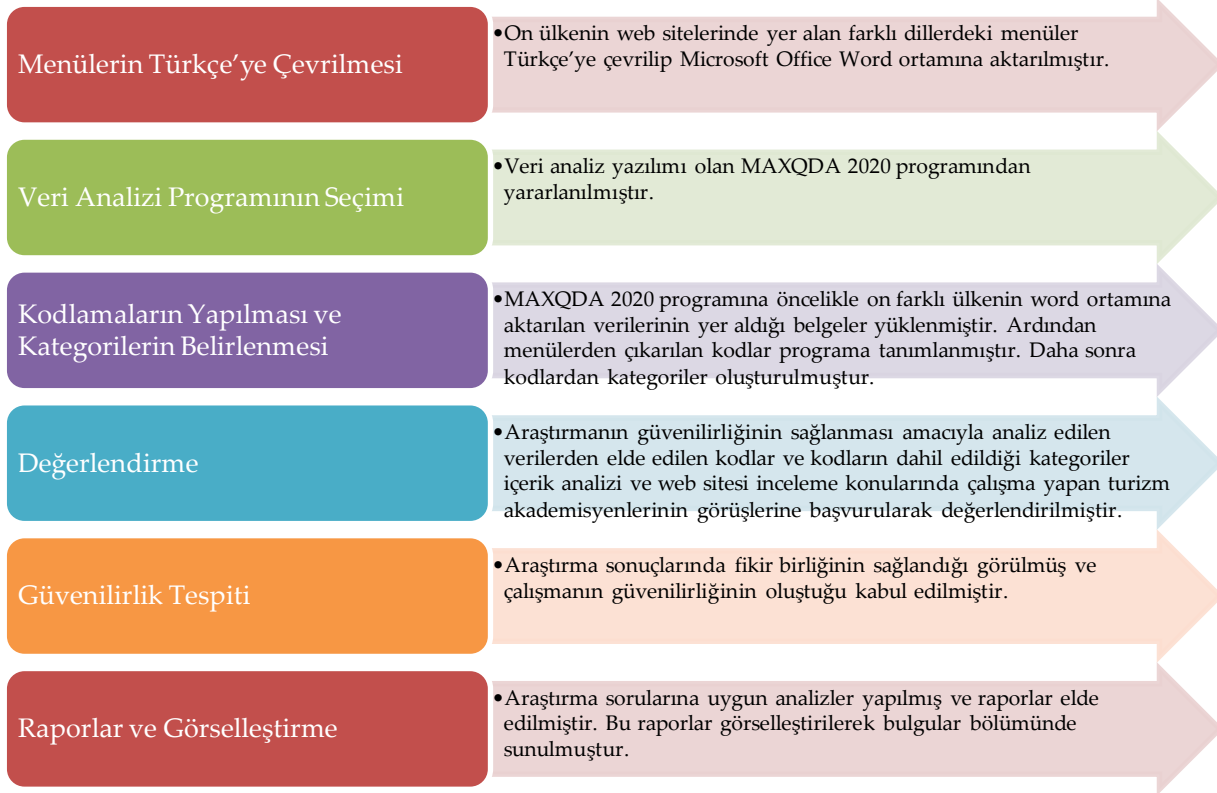 Menülerin Türkçe’ye Çevrilmesi
•On ülkenin web sitelerinde yer alan farklı dillerdeki menüler
Türkçe’ye çevrilip Microsoft Office Word ortamına aktarılmıştır.
Veri Analizi Programının Seçimi
•Veri analiz yazılımı olan MAXQDA 2020 programından
yararlanılmıştır.
Kodlamaların Yapılması ve
Kategorilerin Belirlenmesi
•MAXQDA 2020 programına öncelikle on farklı ülkenin word ortamına
aktarılan verilerinin yer aldığı belgeler yüklenmiştir. Ardından
menülerden çıkarılan kodlar programa tanımlanmıştır. Daha sonra
kodlardan kategoriler oluşturulmuştur.
Değerlendirme
•Araştırmanın güvenilirliğinin sağlanması amacıyla analiz edilen
verilerden elde edilen kodlar ve kodların dahil edildiği kategoriler
içerik analizi ve web sitesi inceleme konularında çalışma yapan turizm
akademisyenlerinin görüşlerine başvurularak değerlendirilmiştir.
Güvenilirlik Tespiti
•Araştırma sonuçlarında fikir birliğinin sağlandığı görülmüş ve
çalışmanın güvenilirliğinin oluştuğu kabul edilmiştir.
Raporlar ve Görselleştirme
•Araştırma sorularına uygun analizler yapılmış ve raporlar elde
edilmiştir. Bu raporlar görselleştirilerek bulgular bölümünde
sunulmuştur.